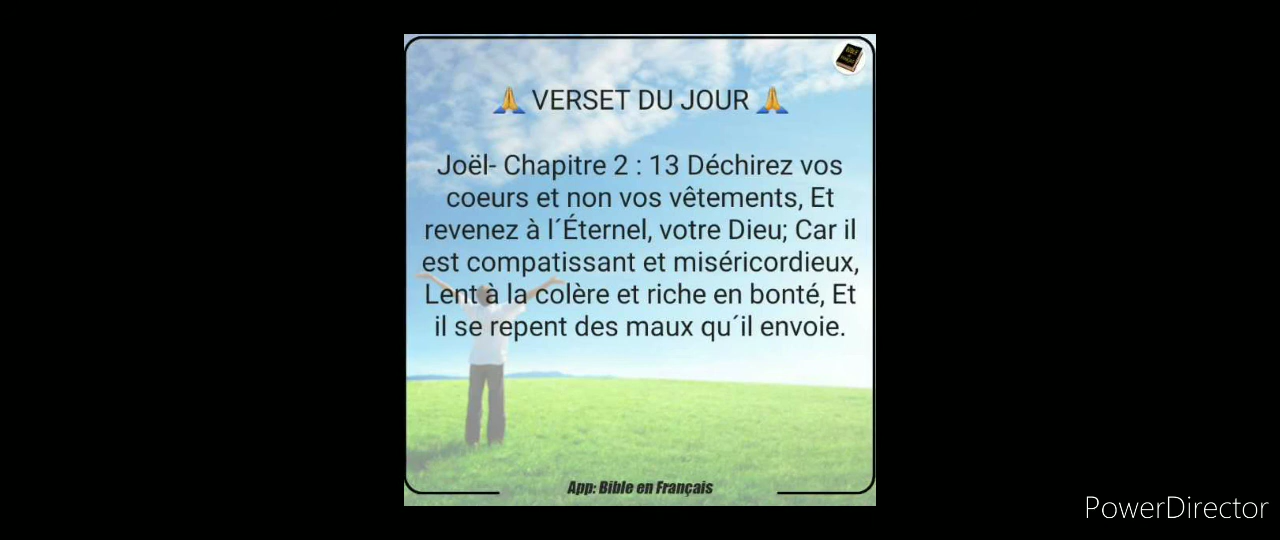 🙏 VERSET DU JOUR 🙏
Joël- Chapitre 2 : 13 Déchirez vos
coeurs et non vos vêtements, Et
revenez à l´Éternel, votre Dieu; Car il
est compatissant et miséricordieux,
Lent à la colère et riche en bonté, Et
il se repent des maux qu´il envoie.
App: Bible en Français
PowerDirector